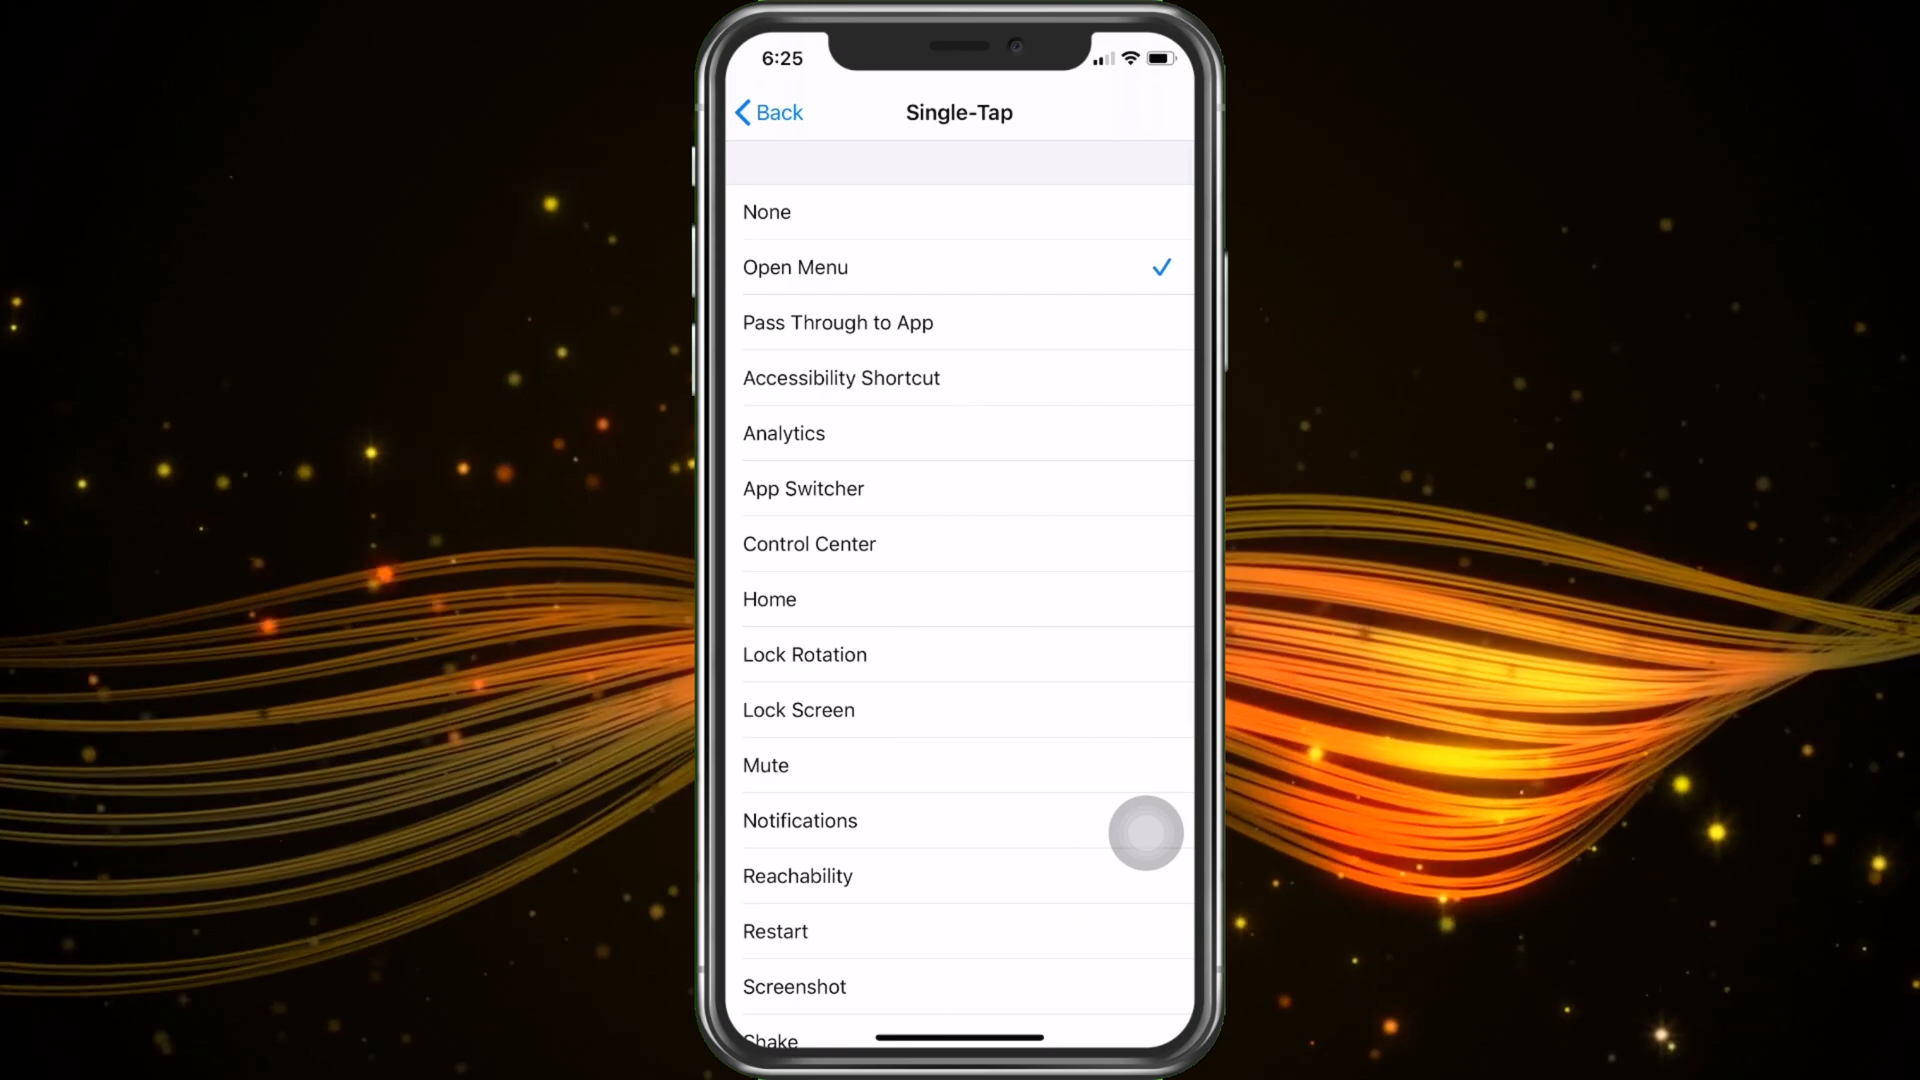 6:25
Back
Single-Tap
None
Open Menu
Pass Through to App
Accessibility Shortcut
Analytics
App Switcher
Control Center
Home
Lock Rotation
Lock Screen
Mute
Notifications
Reachability
Restart
Screenshot
Shake